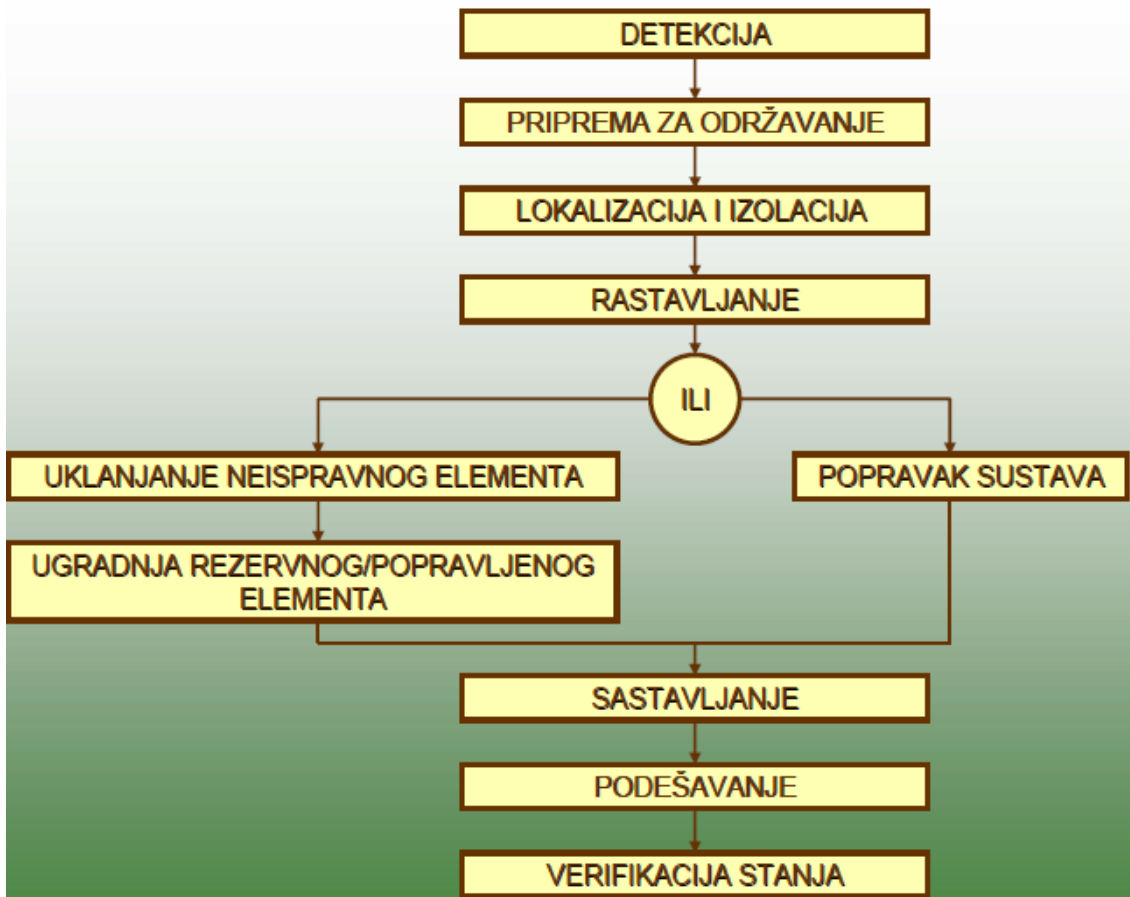 DETEKCIJA
PRIPREMA ZA ODRŽAVANJE
LOKALIZACIJA I IZOLACIJA
RASTAVLJANJE
ILI
UKLANJANJE NEISPRAVNOG ELEMENTA
POPRAVAK SUSTAVA
UGRADNJA REZERVNOG/POPRAVLJENOG
ELEMENTA
SASTAVLJANJE
PODEŠAVANJE
VERIFIKACIJA STANJA